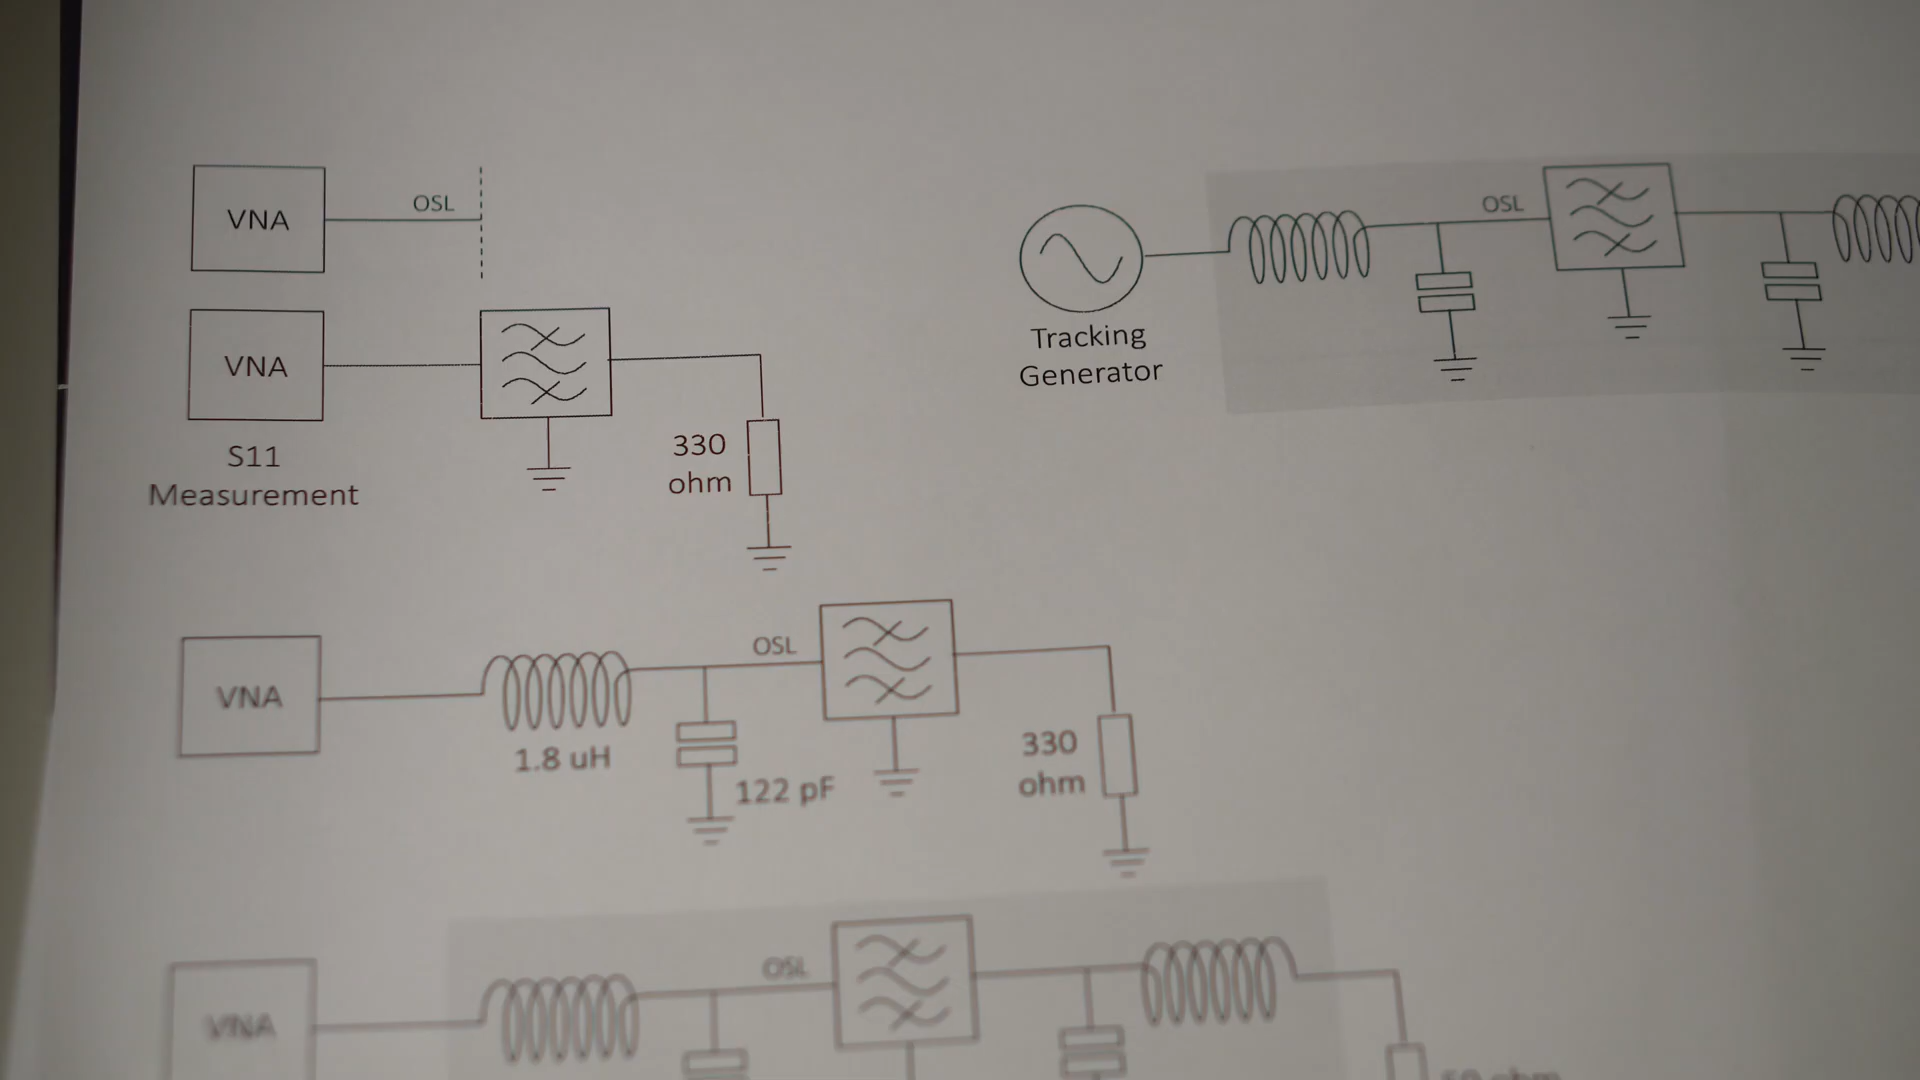 VNA
OSL
VNA
S11
Measurement
330
ohm
OSL
Tracking
Generator
VNA
1.8 uH
OSL
122 pF
330
ohm
VNA
OSL
ohm